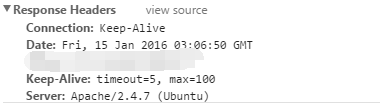 ▼Response Headers view source
Connection: Keep-Alive
Date: Fri, 15 Jan 2016 03:06:50 GMT
Keep-Alive: timeout=5, max=100
Server: Apache/2.4.7 (Ubuntu)